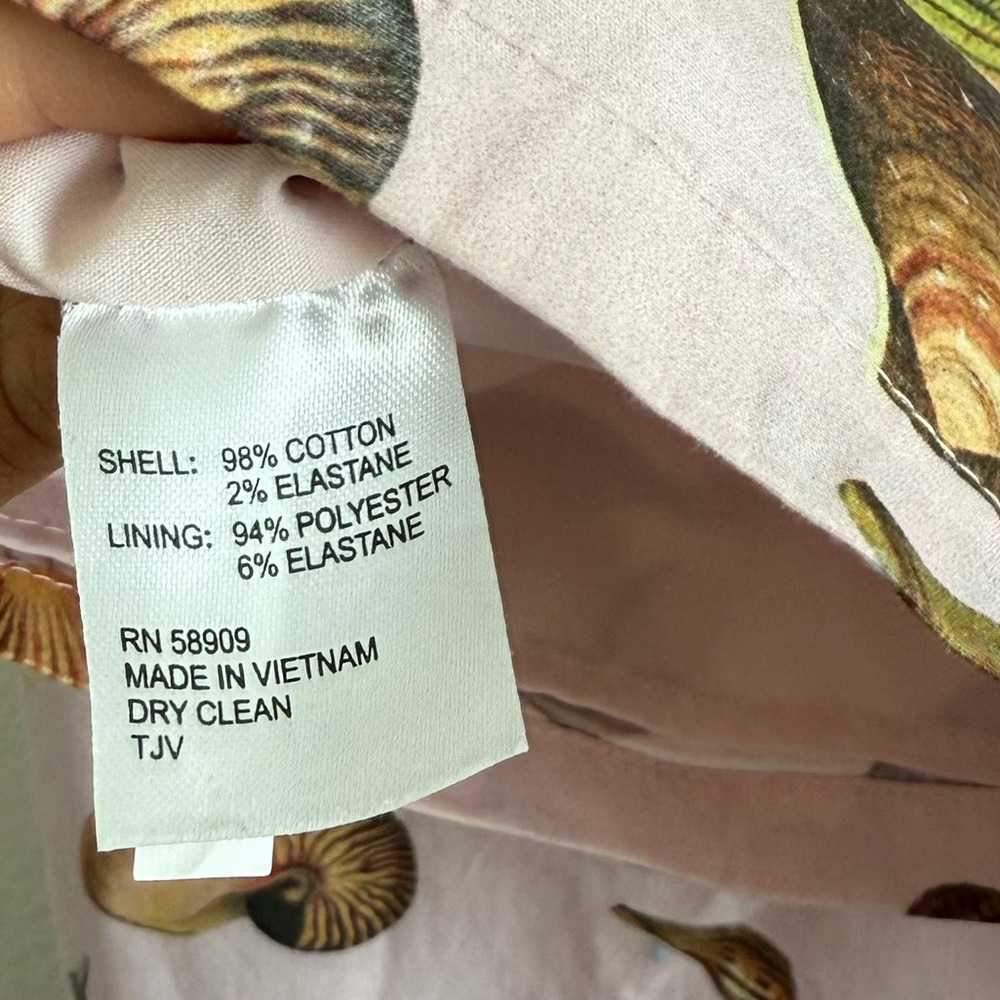 SHELL: 98% COTTON
2% ELASTANE
LINING: 94% POLYESTER
6% ELASTANE
RN 58909
MADE IN VIETNAM
DRY CLEAN
TJV